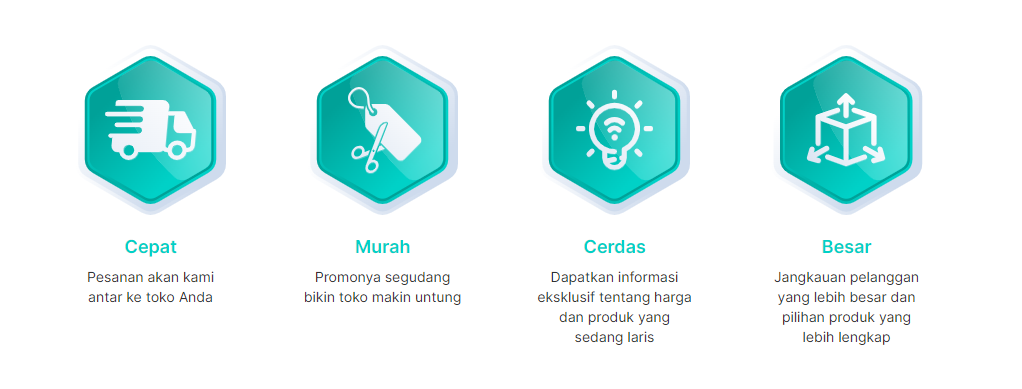 Cepat
Pesanan akan kami
antar ke toko Anda
Murah
Promonya segudang
bikin toko makin untung
Cerdas
Dapatkan informasi
eksklusif tentang harga
dan produk yang
sedang laris
Besar
Jangkauan pelanggan
yang lebih besar dan
pilihan produk yang
lebih lengkap